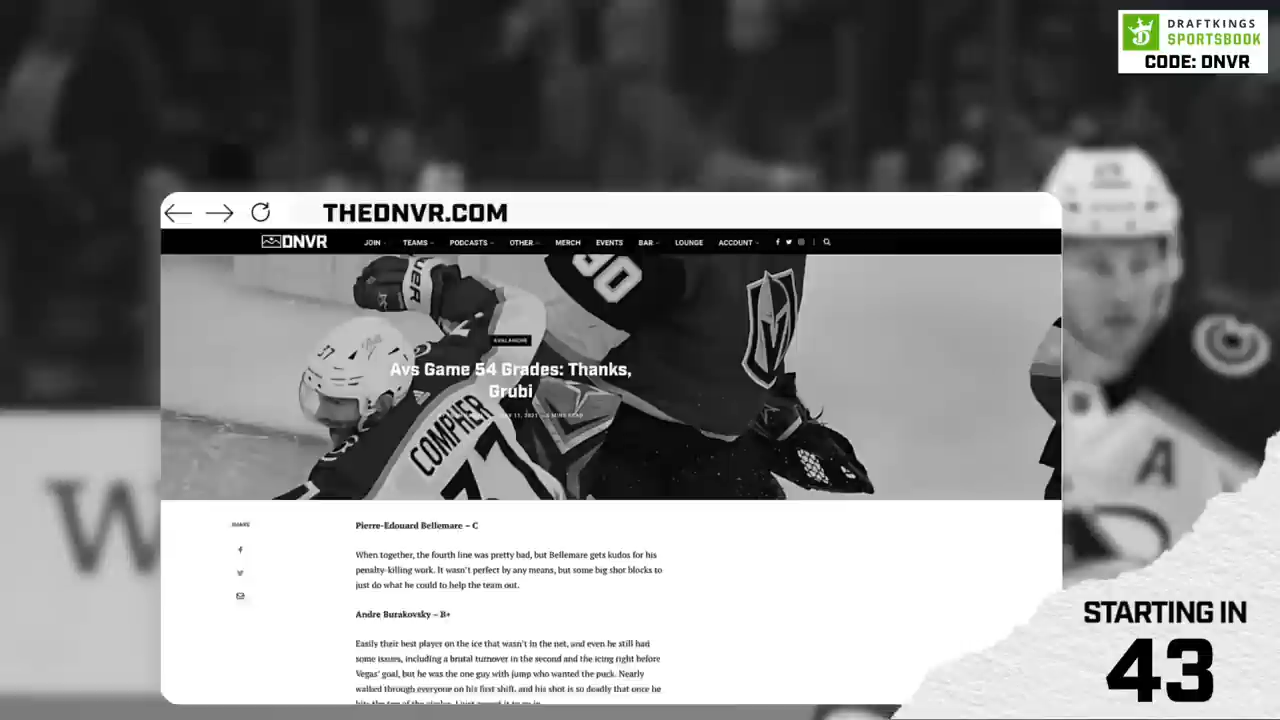 DRAFTKINGS
SPORTSBOOK
CODE: DNVR
THEDNVR.COM
DNVR
JOIN TEAMS PODCASTS OTHER MERCH EVENTS BAR LOUNGE ACCOUNT
90
37
AVALANCHE
Avs Game 54 Grades: Thanks,
Grubi
11, 2021
MINS READ
COMPHER
A
W
SHARE
Pierre-Edouard Bellemare – C
When together, the fourth line was pretty bad, but Bellemare gets kudos for his
penalty-killing work. It wasn't perfect by any means, but some big shot blocks to
just do what he could to help the team out.
Andre Burakovsky – B+
Easily their best player on the ice that wasn't in the net, and even he still had
some issues, including a brutal turnover in the second and the icing right before
Vegas' goal, but he was the one guy with jump who wanted the puck. Nearly
walked through everyone on his first shift, and his shot is so deadly that once he
STARTING IN
43